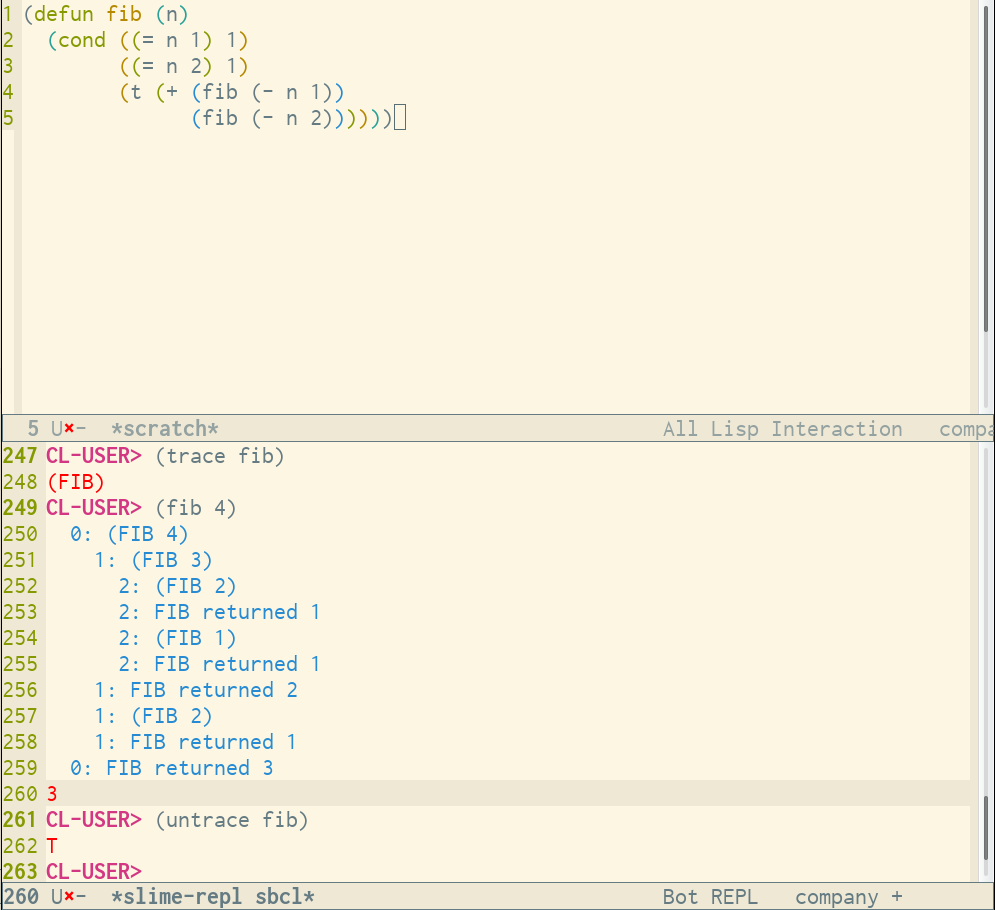 1 (defun fib (n)
2   (cond ((= n 1) 1)
3         ((= n 2) 1)
4         (t (+ (fib (- n 1))
5               (fib (- n 2))))))
5 U×-  *scratch*                                     All Lisp Interaction   compa
247 CL-USER> (trace fib)
248 (FIB)
249 CL-USER> (fib 4)
250   0: (FIB 4)
251     1: (FIB 3)
252       2: (FIB 2)
253       2: FIB returned 1
254       2: (FIB 1)
255       2: FIB returned 1
256     1: FIB returned 2
257     1: (FIB 2)
258     1: FIB returned 1
259   0: FIB returned 3
260 3
261 CL-USER> (untrace fib)
262 T
263 CL-USER>
260 U×-  *slime-repl sbcl*                             Bot REPL   company +